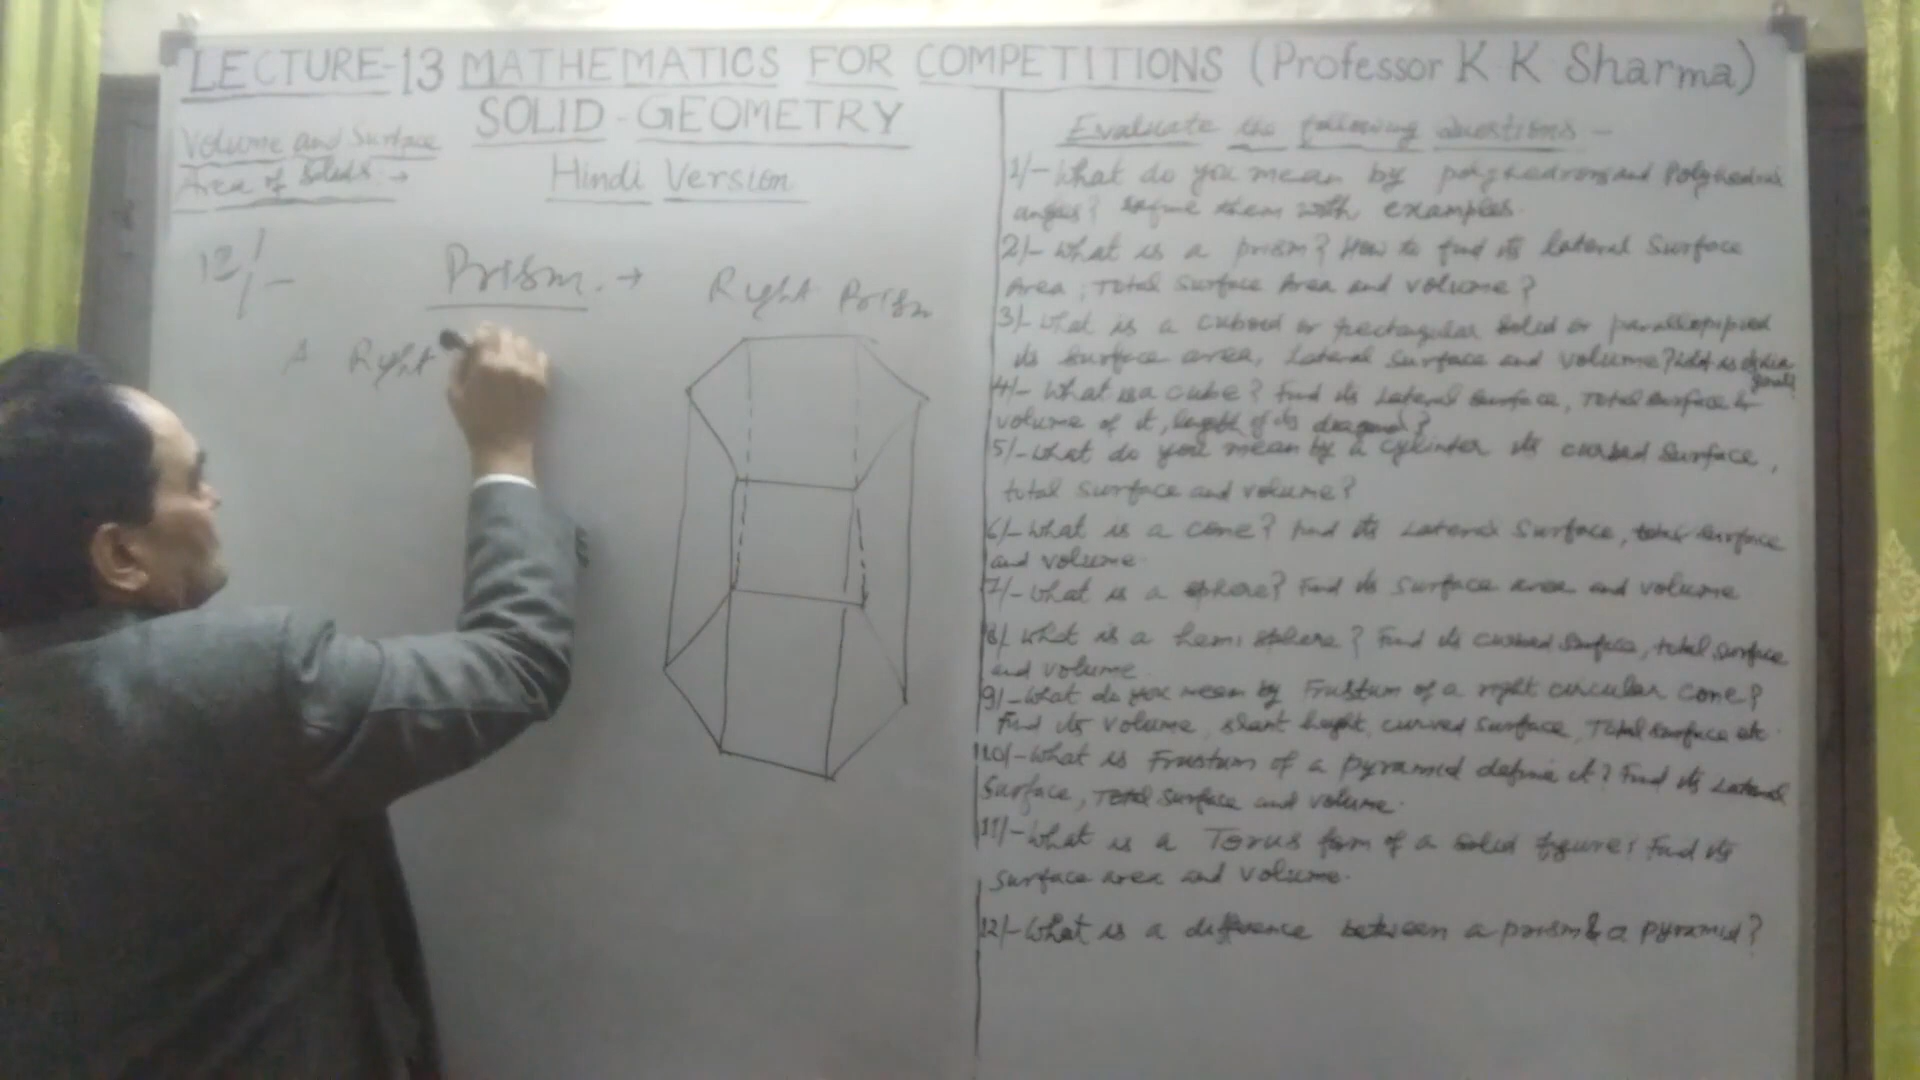 LECTURE-13 MATHEMATICS FOR COMPETITIONS (Professor K K Sharma)
SOLID-GEOMETRY
Volume and Surface
Area of Solids →
Hindi Version
12/-
Prism. → Right Prism
A Right
Evaluate the following Questions -
1/- What do you mean by polyhedrons and Polyhedral
angles? Define them with examples.
2/- What is a prism? How to find its lateral Surface
Area, Total Surface Area and volume?
3/- What is a cuboid or rectangular Solid or parallopiped
its surface area, Lateral surface and volume?
4/- What is a cube? Find its Lateral Surface, Total surface &
volume of it, length of its diagonal?
5/- What do you mean by a cylinter its curved Surface,
total surface and volume?
6/- What is a cone? Find its Lateral Surface, total surface
and volume.
7/- What is a sphere? Find its surface area and volume
8/- What is a hemi sphere? Find its curved surface, total surface
and volume.
9/- What do you mean by Frustum of a right circular cone?
Find its volume, slant height, curved surface, Total surface etc.
10/- What is Frustum of a pyramid define it? Find its Lateral
Surface, Total surface and volume.
11/- What is a Torus form of a solid figure? Find its
surface area and volume.
12/- What is a difference between a prism & a pyramid?